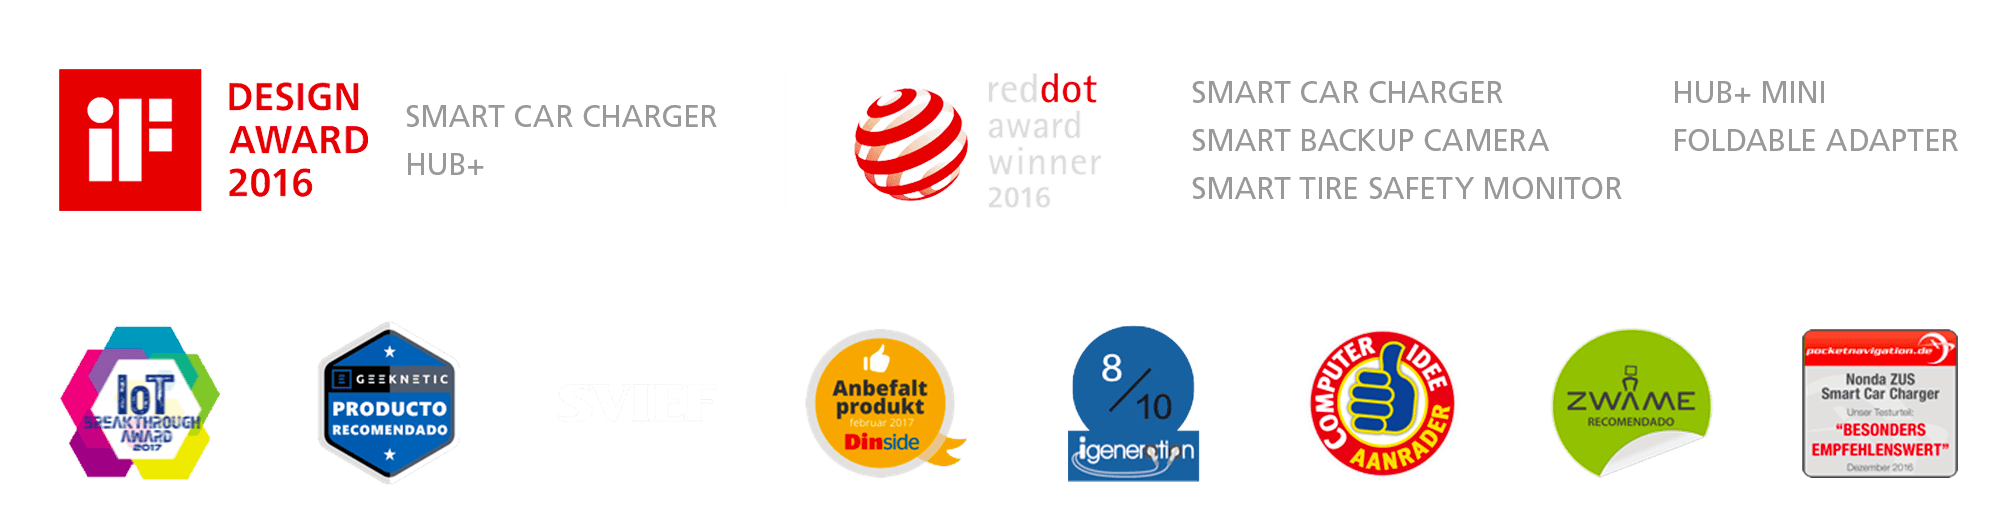 iF
DESIGN
AWARD
2016
SMART CAR CHARGER
HUB+
reddot
award
winner
2016
SMART CAR CHARGER
SMART BACKUP CAMERA
SMART TIRE SAFETY MONITOR
HUB+ MINI
FOLDABLE ADAPTER
IoT
BREAKTHROUGH
AWARD
2017
GEEKNETIC
PRODUCTO
RECOMENDADO
SVIEF
Anbefalt
produkt
februar 2017
Dinside
8/10
igeneration
COMPUTER IDEE
AANRADER
ZWAME
RECOMENDADO
pocketnavigation.de
Nonda ZUS
Smart Car Charger
Unser Testurteil:
"BESONDERS
EMPFEHLENSWERT"
Dezember 2016